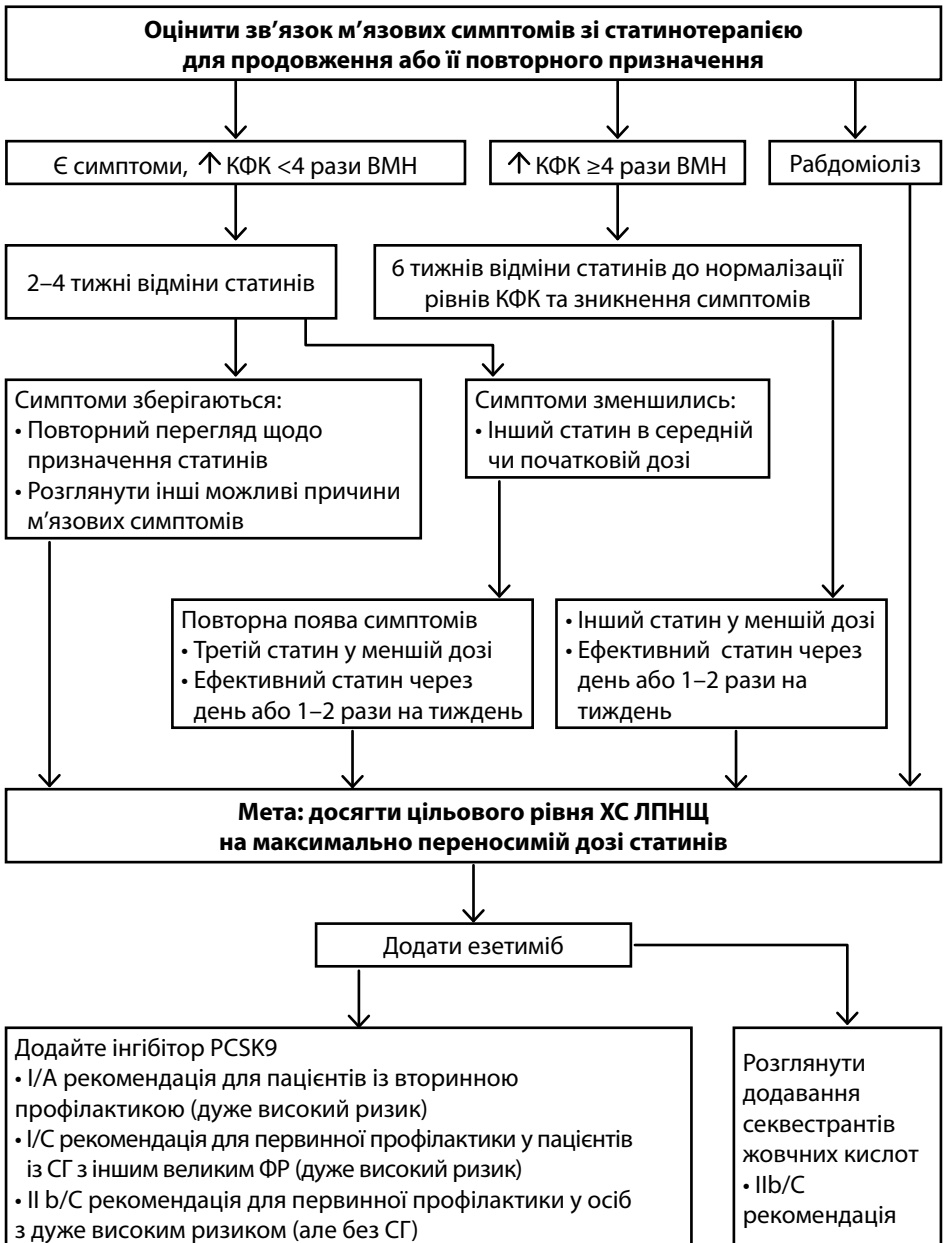 Оцінити зв'язок м'язових симптомів зі статинотерапією
для продовження або її повторного призначення
Є симптоми, ↑ КФК <4 рази ВМН
↑ КФК ≥4 рази ВМН
Рабдоміоліз
2–4 тижні відміни статинів
6 тижнів відміни статинів до нормалізації
рівнів КФК та зникнення симптомів
Симптоми зберігаються:
• Повторний перегляд щодо
призначення статинів
• Розглянути інші можливі причини
м'язових симптомів
Симптоми зменшились:
• Інший статин в середній
чи початковій дозі
Повторна поява симптомів
• Третій статин у меншій дозі
• Ефективний статин через
день або 1–2 рази на тиждень
• Інший статин у меншій дозі
• Ефективний статин через
день або 1–2 рази на
тиждень
Мета: досягти цільового рівня ХС ЛПНЩ
на максимально переносимій дозі статинів
Додати езетиміб
Додайте інгібітор PCSK9
• I/A рекомендація для пацієнтів із вторинною
профілактикою (дуже високий ризик)
• I/C рекомендація для первинної профілактики у пацієнтів
із СГ з іншим великим ФР (дуже високий ризик)
• II b/C рекомендація для первинної профілактики у осіб
з дуже високим ризиком (але без СГ)
Розглянути
додавання
секвестрантів
жовчних кислот
• IIb/C
рекомендація